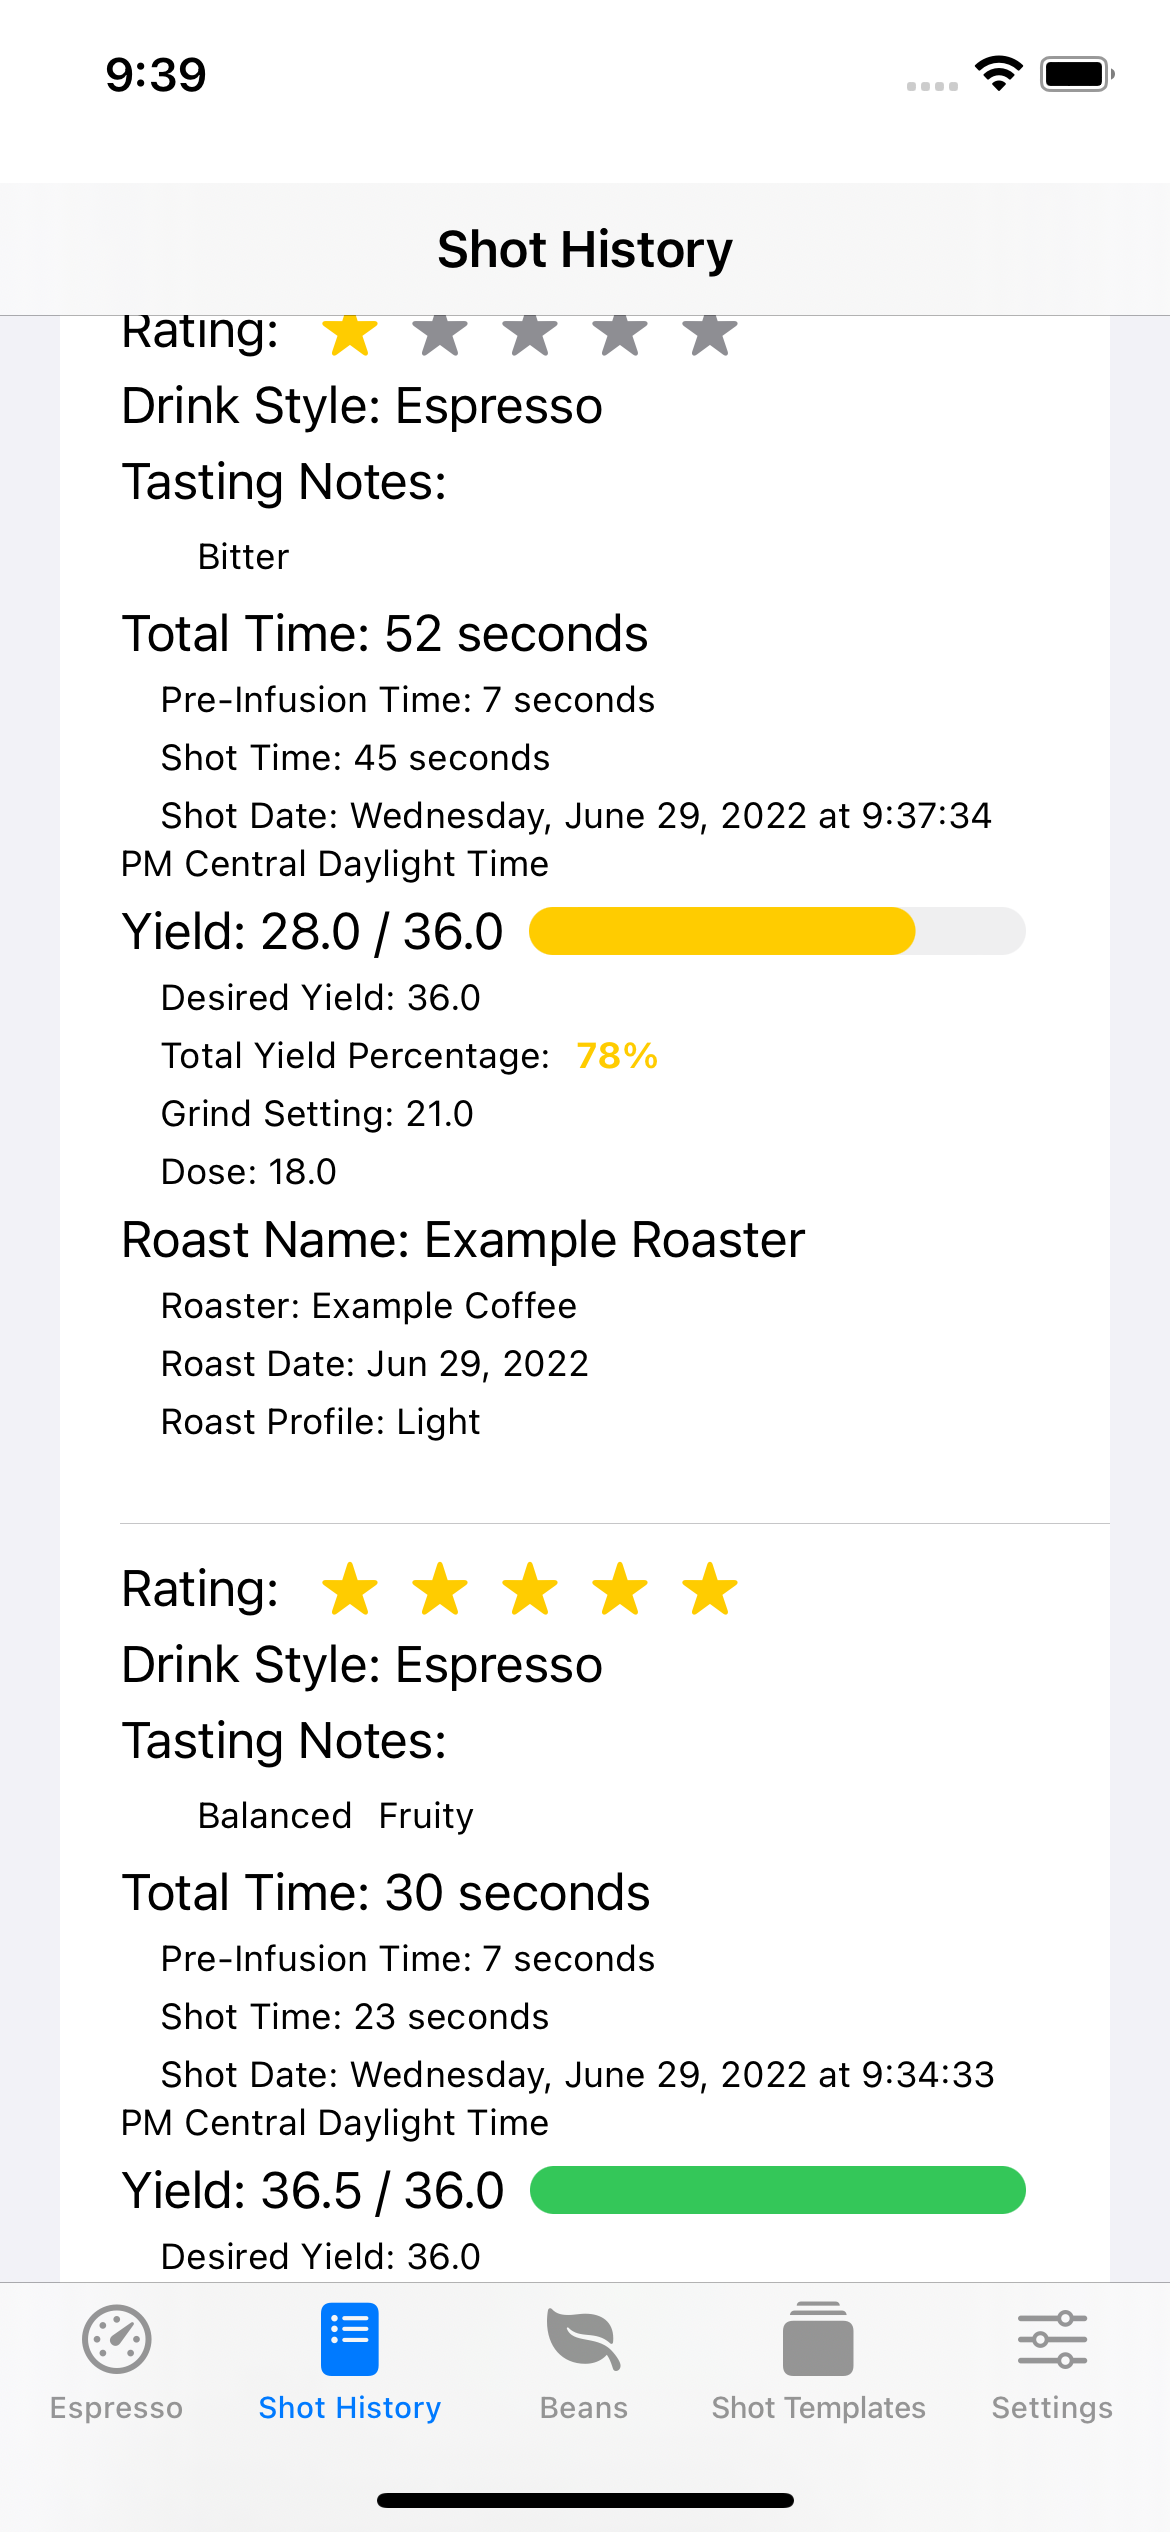 9:39
Shot History
Rating:
Drink Style: Espresso
Tasting Notes:
Bitter
Total Time: 52 seconds
Pre-Infusion Time: 7 seconds
Shot Time: 45 seconds
Shot Date: Wednesday, June 29, 2022 at 9:37:34
PM Central Daylight Time
Yield: 28.0 / 36.0
Desired Yield: 36.0
Total Yield Percentage: 78%
Grind Setting: 21.0
Dose: 18.0
Roast Name: Example Roaster
Roaster: Example Coffee
Roast Date: Jun 29, 2022
Roast Profile: Light
Rating:
Drink Style: Espresso
Tasting Notes:
Balanced Fruity
Total Time: 30 seconds
Pre-Infusion Time: 7 seconds
Shot Time: 23 seconds
Shot Date: Wednesday, June 29, 2022 at 9:34:33
PM Central Daylight Time
Yield: 36.5 / 36.0
Desired Yield: 36.0
Espresso
Shot History
Beans
Shot Templates
Settings